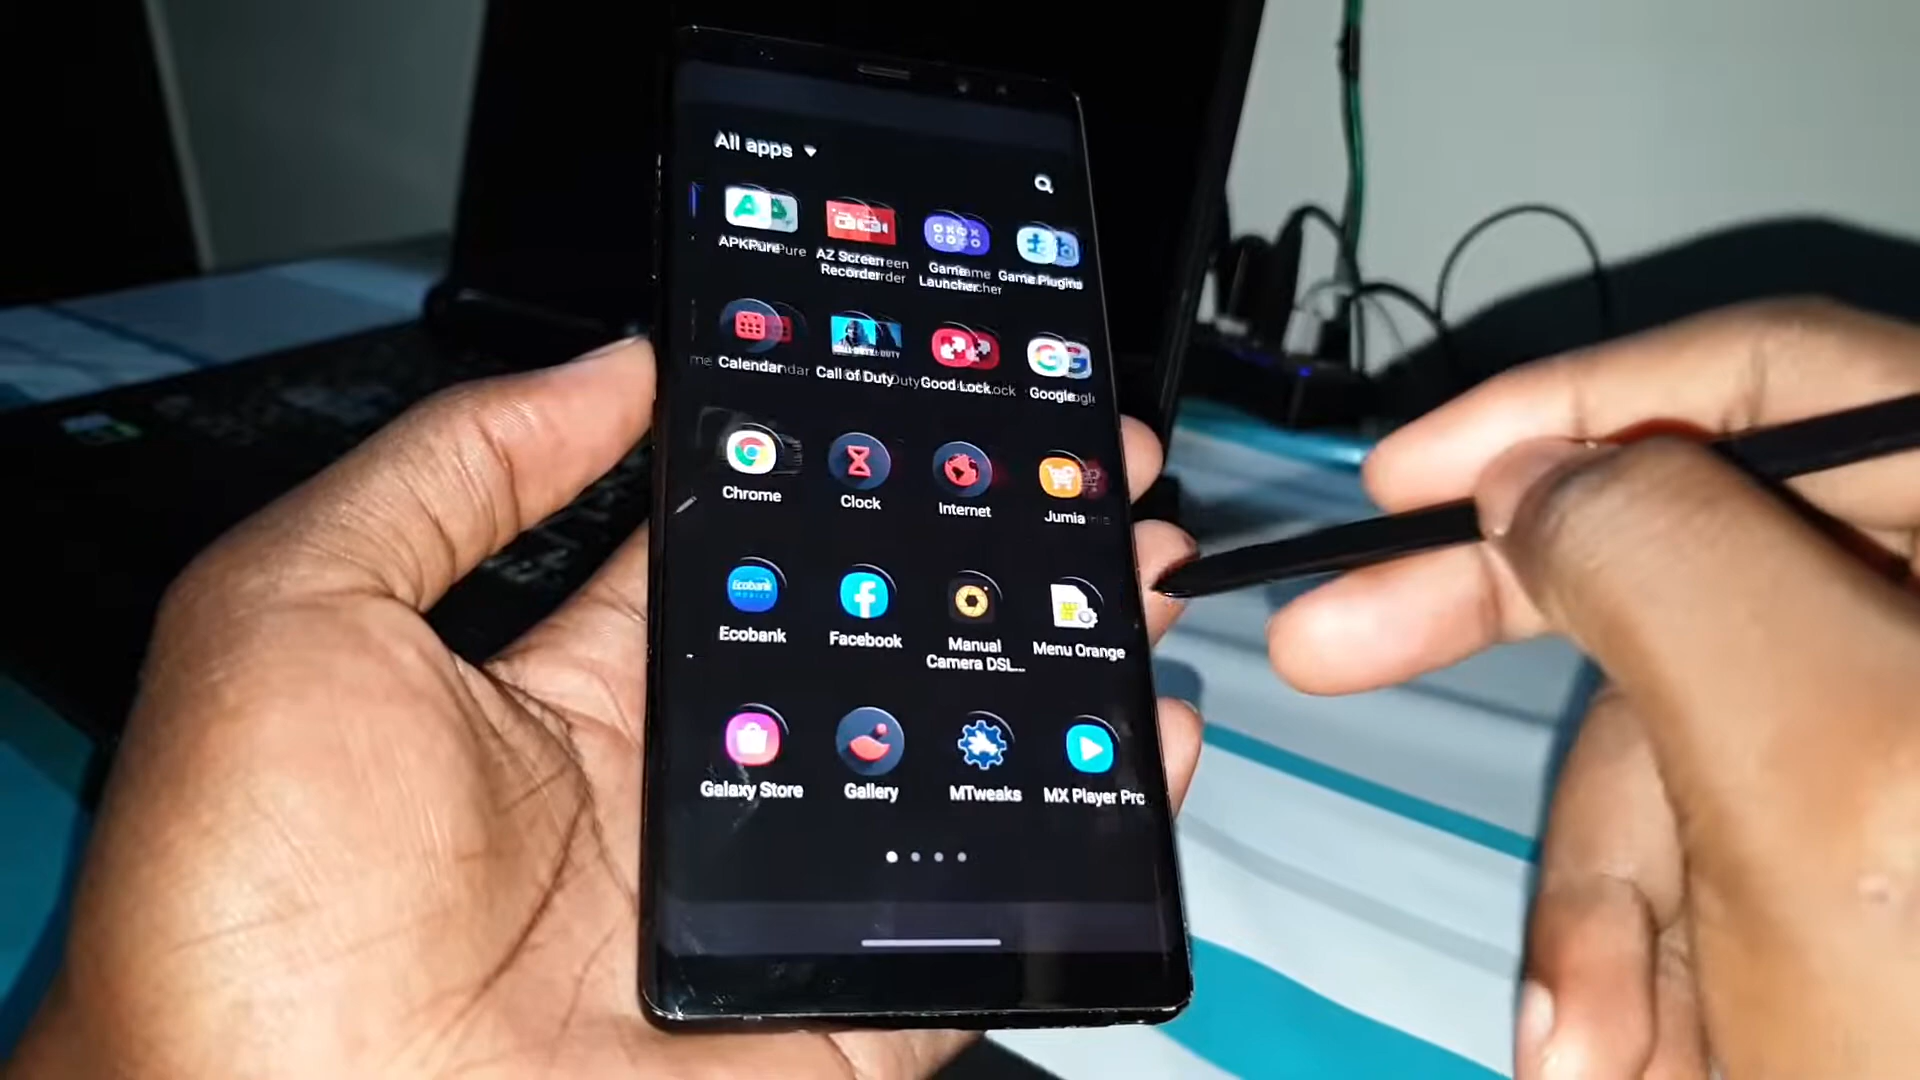 All apps
APKPure
AZ Screen
Recorder
Game
Launcher
Game Plugins
Calendar
Call of Duty
Good Lock
Google
Chrome
Clock
Internet
Jumia
Ecobank
Ecobank
Facebook
Manual
Camera DSL...
Menu Orange
Galaxy Store
Gallery
MTweaks
MX Player Pro